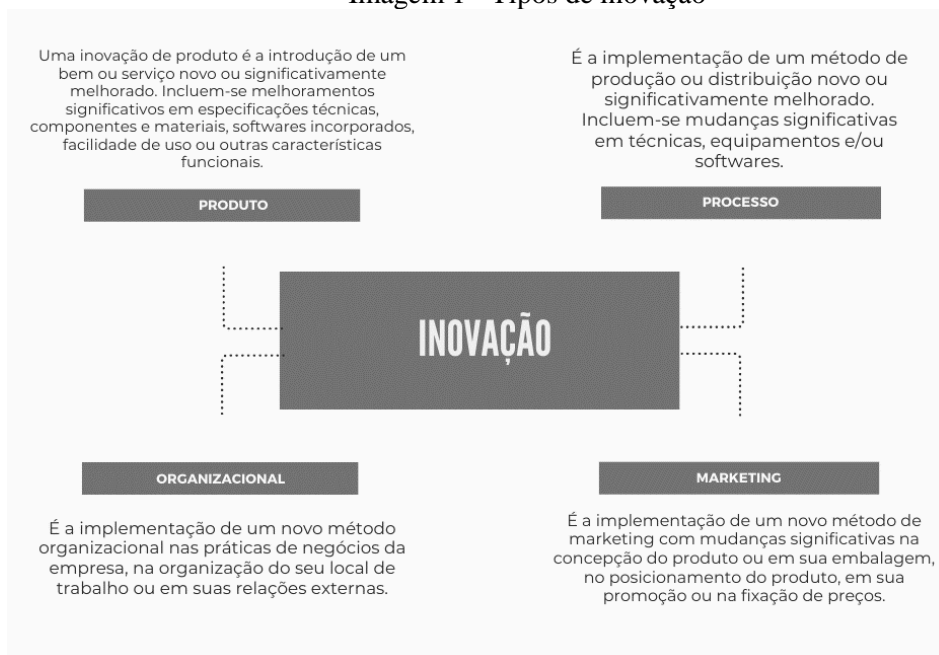 Imagem 1 – Tipos de inovação
Uma inovação de produto é a introdução de um
bem ou serviço novo ou significativamente
melhorado. Incluem-se melhoramentos
significativos em especificações técnicas,
componentes e materiais, softwares incorporados,
facilidade de uso ou outras características
funcionais.
PRODUTO
É a implementação de um método de
produção ou distribuição novo ou
significativamente melhorado.
Incluem-se mudanças significativas
em técnicas, equipamentos e/ou
softwares.
PROCESSO
INOVAÇÃO
ORGANIZACIONAL
É a implementação de um novo método
organizacional nas práticas de negócios da
empresa, na organização do seu local de
trabalho ou em suas relações externas.
MARKETING
É a implementação de um novo método de
marketing com mudanças significativas na
concepção do produto ou em sua embalagem,
no posicionamento do produto, em sua
promoção ou na fixação de preços.